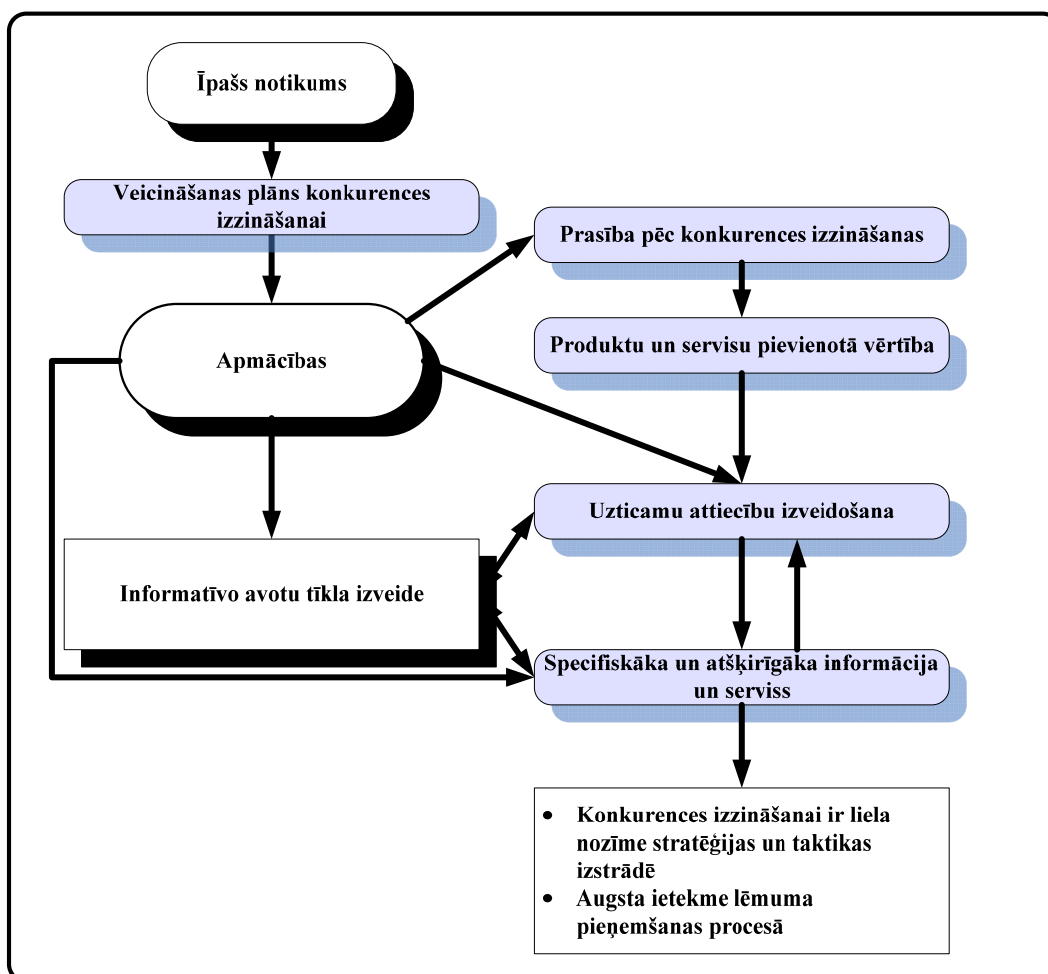 Īpašs notikums
Veicināšanas plāns konkurences
izzināšanai
Prasība pēc konkurences izzināšanas
Produktu un servisu pievienotā vērtība
Apmācības
Uzticamu attiecību izveidošana
Informatīvo avotu tīkla izveide
Specifiskāka un atšķirīgāka informācija
un serviss
• Konkurences izzināšanai ir liela
nozīme stratēģijas un taktikas
izstrādē
• Augsta ietekme lēmuma
pieņemšanas procesā